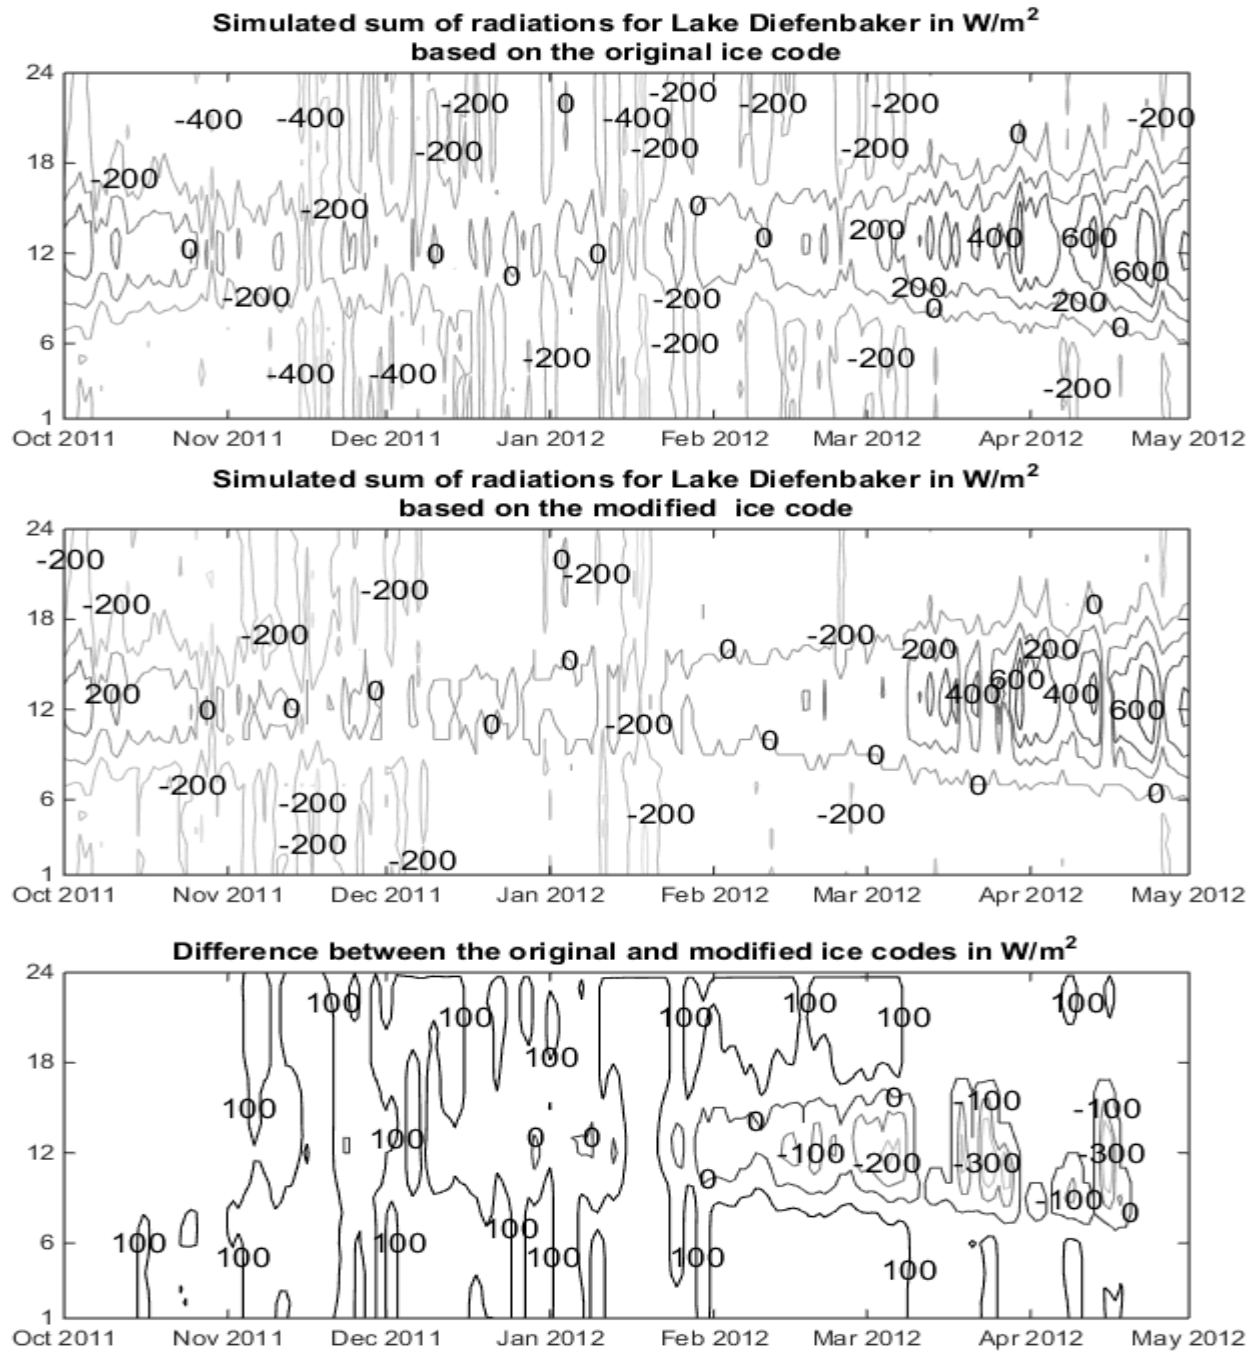 Simulated sum of radiations for Lake Diefenbaker in W/m²
based on the original ice code
24
-200 0 -200 -200 -200
-400 -400 -400 -200
0
18 -200 -200 -200
-200
-200 0
200 400 600
12 0 0 0 0
0 600
-200 -200 200 200
0 0
6 -200
-200 -200
-400 -400 -200
1
Oct 2011 Nov 2011 Dec 2011 Jan 2012 Feb 2012 Mar 2012 Apr 2012 May 2012
Simulated sum of radiations for Lake Diefenbaker in W/m²
based on the modified ice code
24
-200 0 -200
-200 -200 0
18 -200 -200
0 0 200 200
200 0 400 600 400
12 0 0 0 -200 600
0 0
-200 0 0
6 -200 -200 -200
-200
-200
1
Oct 2011 Nov 2011 Dec 2011 Jan 2012 Feb 2012 Mar 2012 Apr 2012 May 2012
Difference between the original and modified ice codes in W/m²
24
100 100 100 100 100 100
18 100
100 0 0 -100 -100
12 100 0 0 -100 -200 -300 -300
0 -100 0
6 100 100 100 100 100 100
100
1
Oct 2011 Nov 2011 Dec 2011 Jan 2012 Feb 2012 Mar 2012 Apr 2012 May 2012